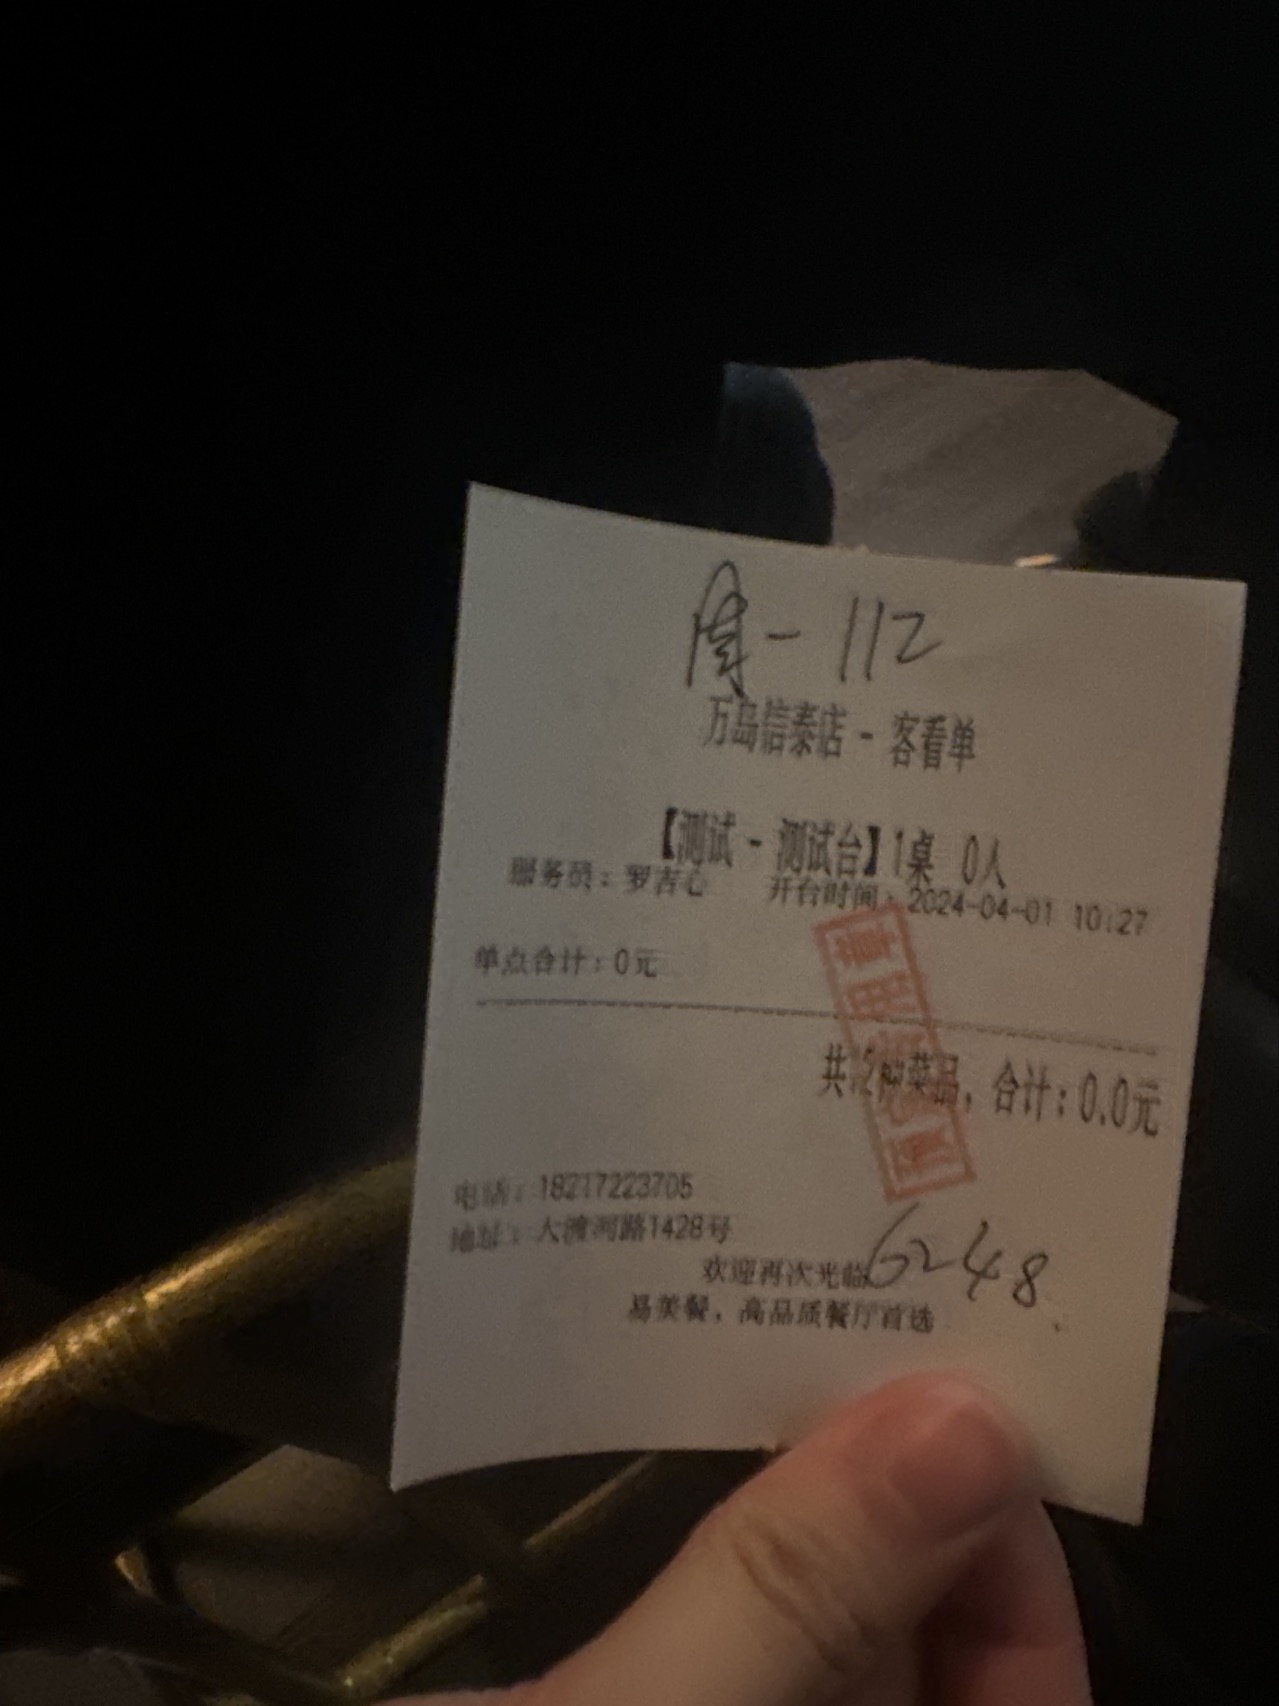 周-112
万岛信泰店 - 客看单
【测试 - 测试台】1桌 0人
服务员：罗吉心 开台时间：2024-04-01 10:27
单点合计：0元
共12种菜品，合计：0.0元
电话：18217223705
地址：大渡河路1428号
6248
欢迎再次光临
易美餐，高品质餐厅首选